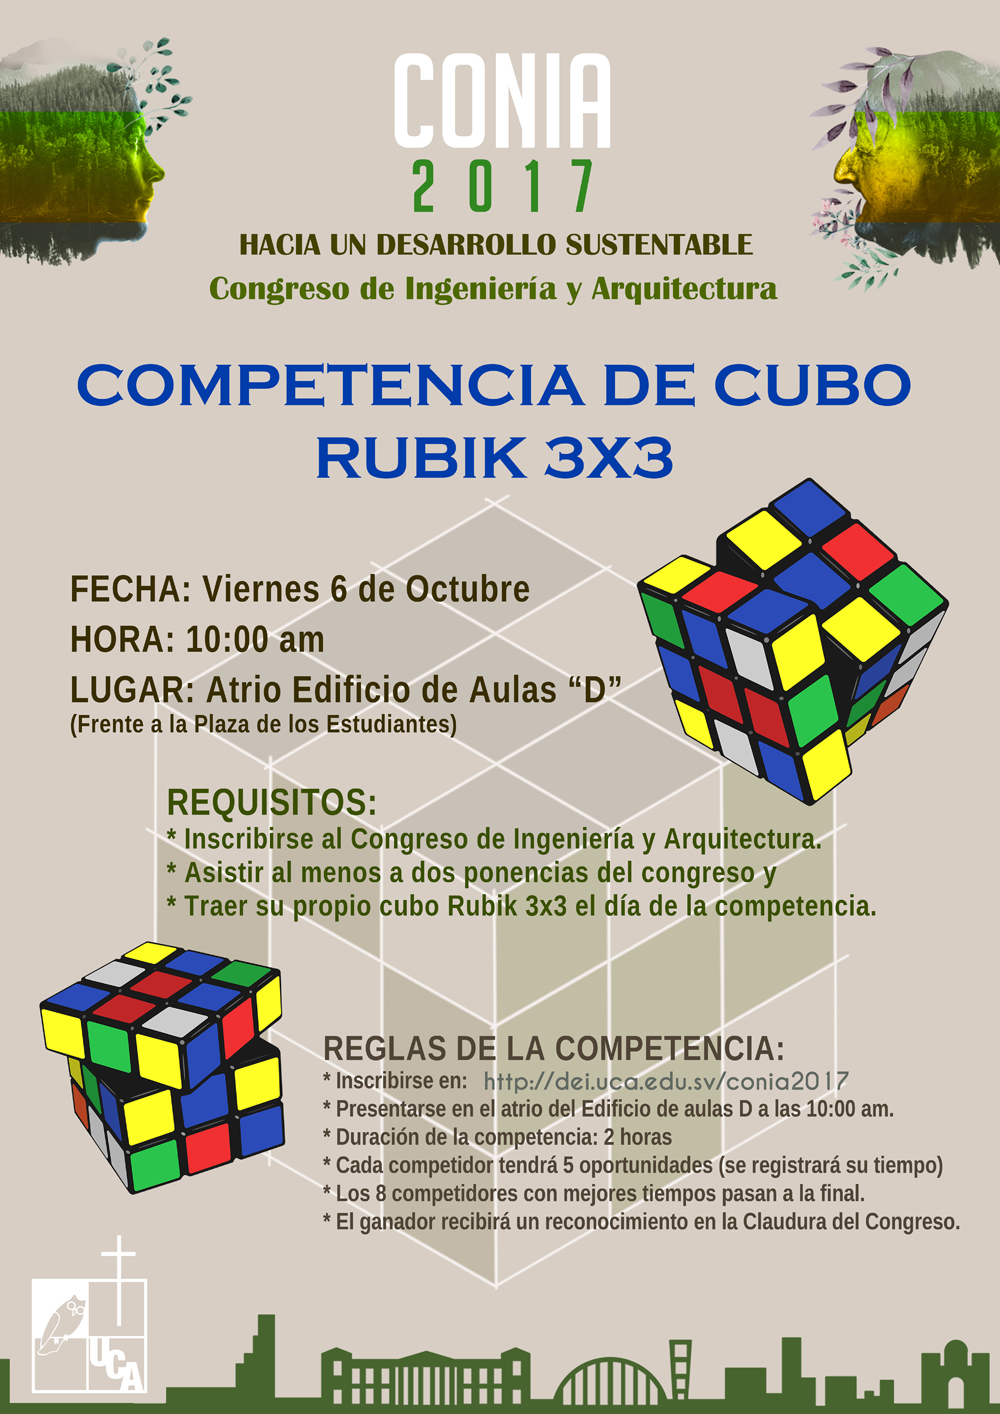 CONIA
2017
HACIA UN DESARROLLO SUSTENTABLE
Congreso de Ingeniería y Arquitectura
COMPETENCIA DE CUBO
RUBIK 3X3
FECHA: Viernes 6 de Octubre
HORA: 10:00 am
LUGAR: Atrio Edificio de Aulas “D”
(Frente a la Plaza de los Estudiantes)
REQUISITOS:
* Inscribirse al Congreso de Ingeniería y Arquitectura.
* Asistir al menos a dos ponencias del congreso y
* Traer su propio cubo Rubik 3x3 el día de la competencia.
REGLAS DE LA COMPETENCIA:
* Inscribirse en: http://dei.uca.edu.sv/conia2017
* Presentarse en el atrio del Edificio de aulas D a las 10:00 am.
* Duración de la competencia: 2 horas
* Cada competidor tendrá 5 oportunidades (se registrará su tiempo)
* Los 8 competidores con mejores tiempos pasan a la final.
* El ganador recibirá un reconocimiento en la Claudura del Congreso.
UCA